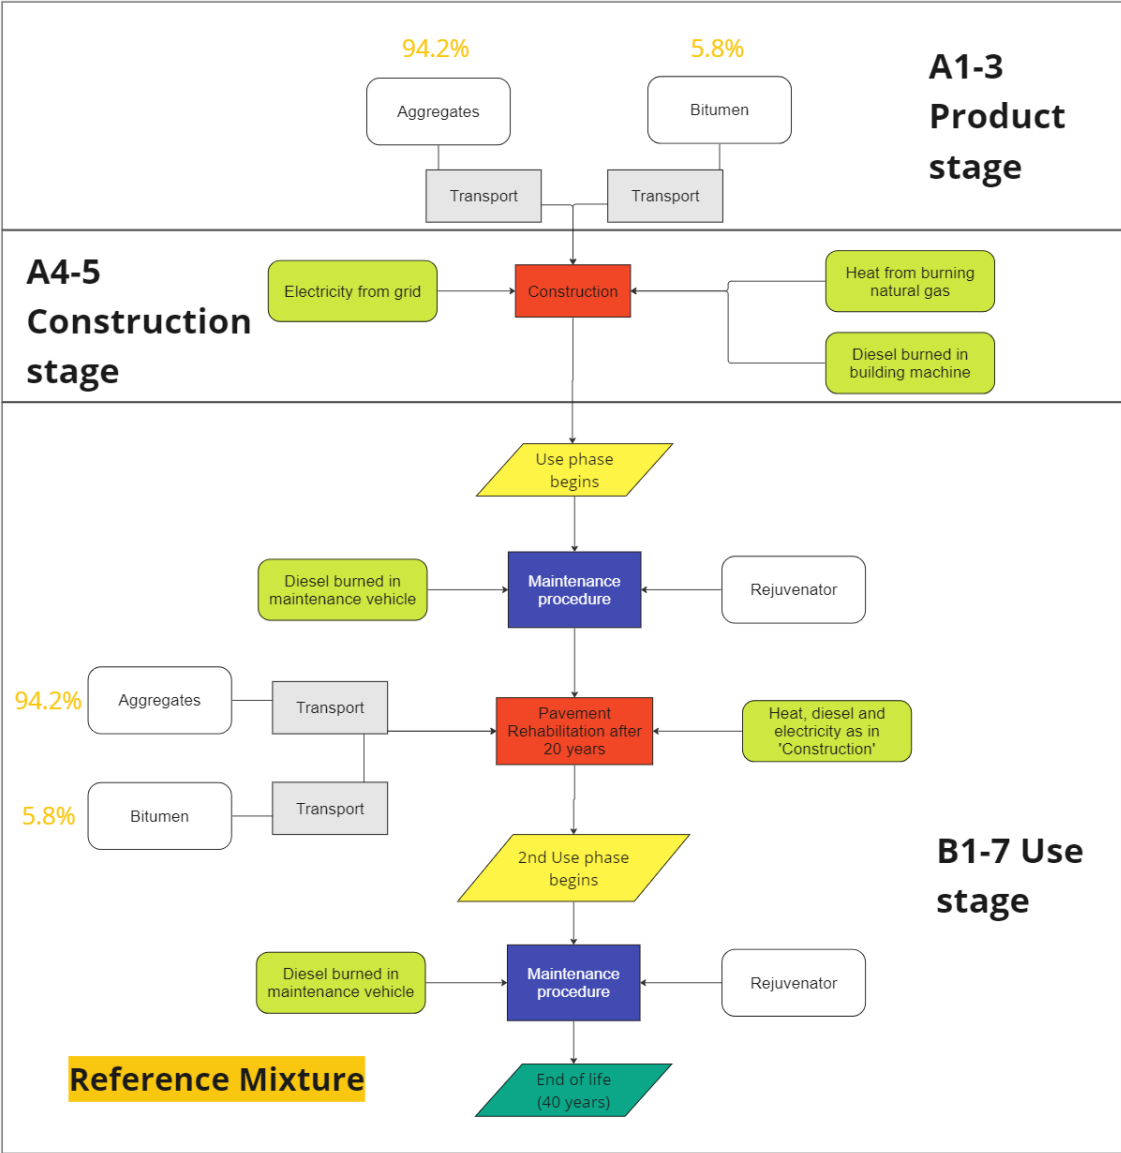 94.2%
5.8%
A1-3
Product
stage
Aggregates
Bitumen
Transport
Transport
A4-5
Construction
stage
Electricity from grid
Construction
Heat from burning
natural gas
Diesel burned in
building machine
Use phase
begins
Diesel burned in
maintenance vehicle
Maintenance
procedure
Rejuvenator
94.2%
Aggregates
Transport
Pavement
Rehabilitation after
20 years
Heat, diesel and
electricity as in
'Construction'
5.8%
Bitumen
Transport
2nd Use phase
begins
B1-7 Use
stage
Diesel burned in
maintenance vehicle
Maintenance
procedure
Rejuvenator
Reference Mixture
End of life
(40 years)